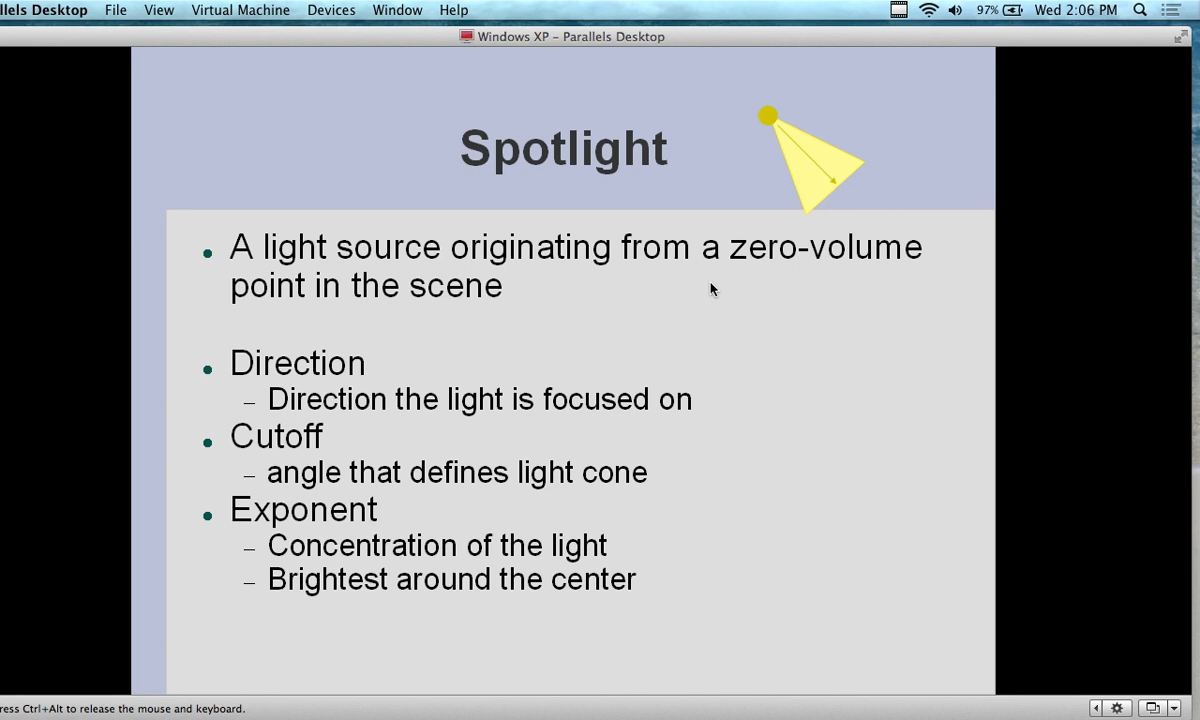 llels Desktop File View Virtual Machine Devices Window Help 97% Wed 2:06 PM
Windows XP – Parallels Desktop
Spotlight
• A light source originating from a zero-volume
point in the scene
• Direction
– Direction the light is focused on
• Cutoff
– angle that defines light cone
• Exponent
– Concentration of the light
– Brightest around the center
ress Ctrl+Alt to release the mouse and keyboard.